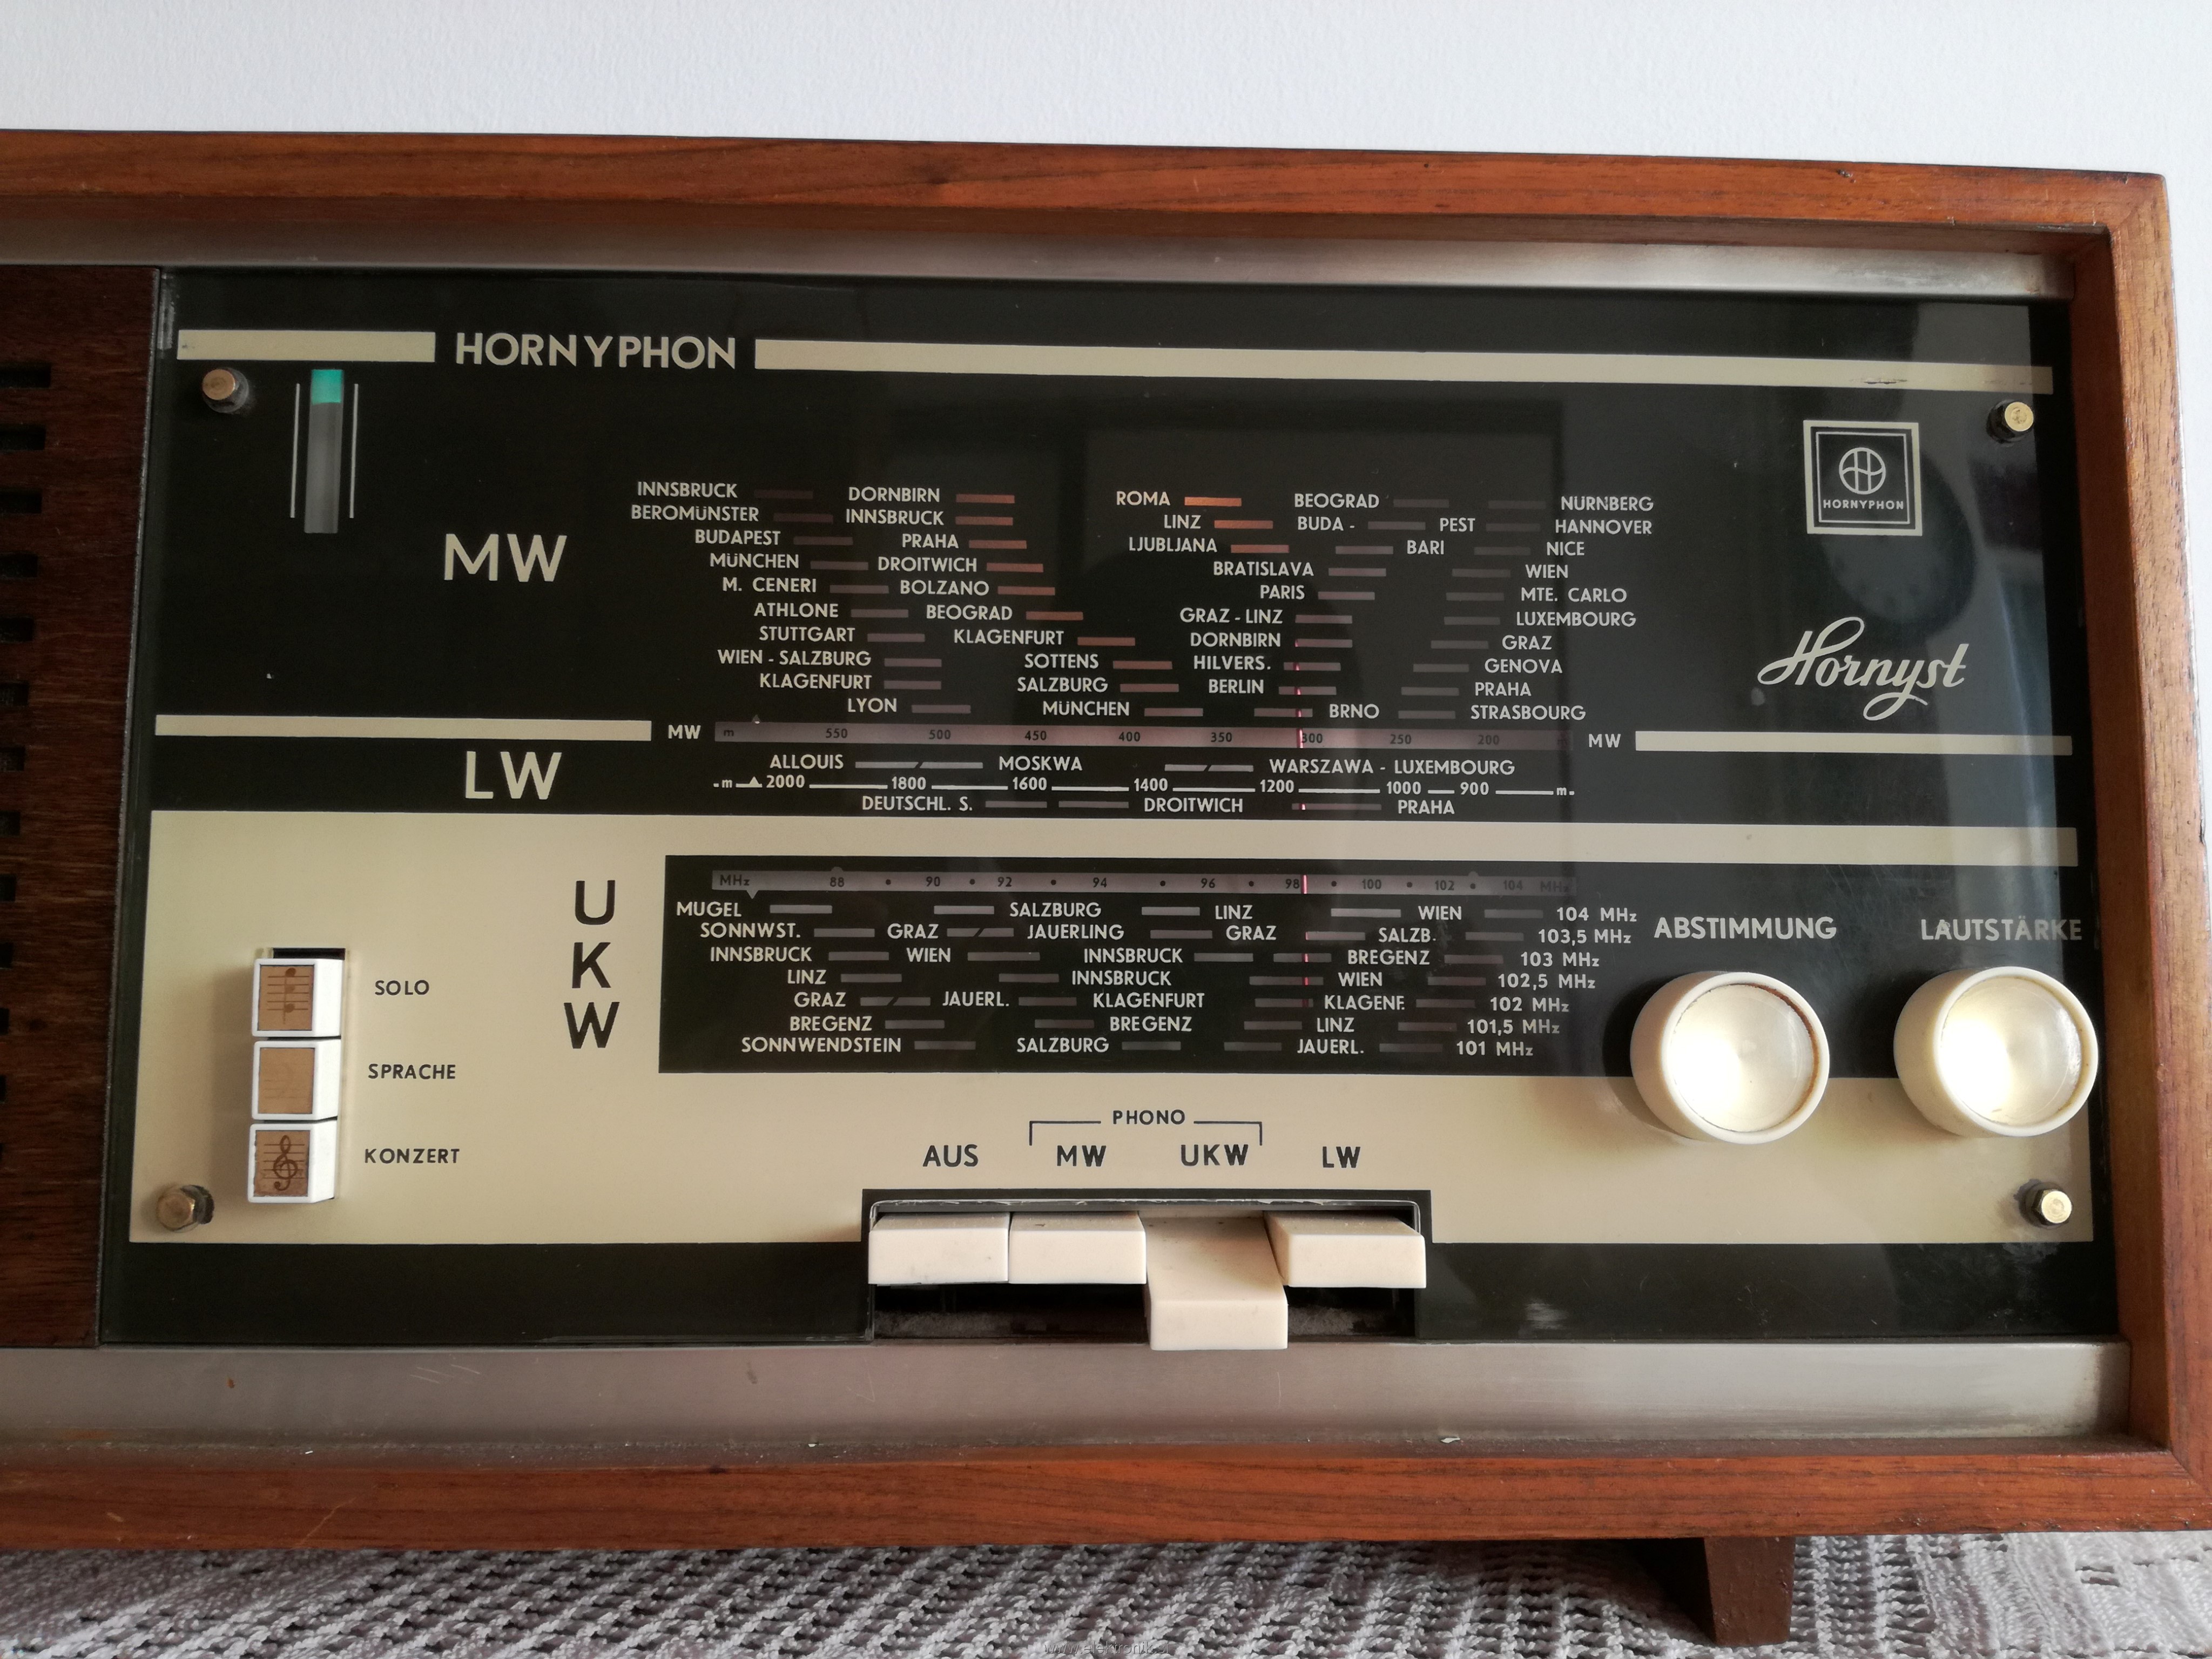 HORNYPHON
HORNYPHON
Hornyst
MW
INNSBRUCK DORNBIRN ROMA BEOGRAD NÜRNBERG
BEROMÜNSTER INNSBRUCK LINZ BUDA - PEST HANNOVER
BUDAPEST PRAHA LJUBLJANA BARI NICE
MÜNCHEN DROITWICH BRATISLAVA WIEN
M. CENERI BOLZANO PARIS MTE. CARLO
ATHLONE BEOGRAD GRAZ - LINZ LUXEMBOURG
STUTTGART KLAGENFURT DORNBIRN GRAZ
WIEN - SALZBURG SOTTENS HILVERS. GENOVA
KLAGENFURT SALZBURG BERLIN PRAHA
LYON MÜNCHEN BRNO STRASBOURG
MW m 550 500 450 400 350 300 250 200 MW
LW
ALLOUIS MOSKWA WARSZAWA - LUXEMBOURG
m 2000 1800 1600 1400 1200 1000 900 m
DEUTSCHL. S. DROITWICH PRAHA
UKW
MHz 88 90 92 94 96 98 100 102 104 MHz
MUGEL SALZBURG LINZ WIEN 104 MHz
SONNWST. GRAZ JAUERLING GRAZ SALZB. 103,5 MHz
INNSBRUCK WIEN INNSBRUCK BREGENZ 103 MHz
LINZ INNSBRUCK WIEN 102,5 MHz
GRAZ JAUERL. KLAGENFURT KLAGENF. 102 MHz
BREGENZ BREGENZ LINZ 101,5 MHz
SONNWENDSTEIN SALZBURG JAUERL. 101 MHz
ABSTIMMUNG LAUTSTÄRKE
SOLO
SPRACHE
KONZERT
PHONO
AUS MW UKW LW